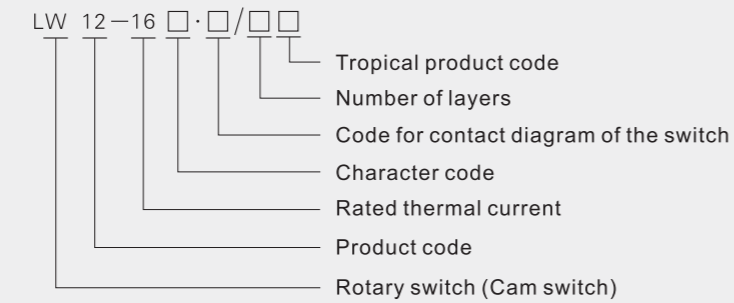 LW 12-16 □·□/□□
Tropical product code
Number of layers
Code for contact diagram of the switch
Character code
Rated thermal current
Product code
Rotary switch (Cam switch)